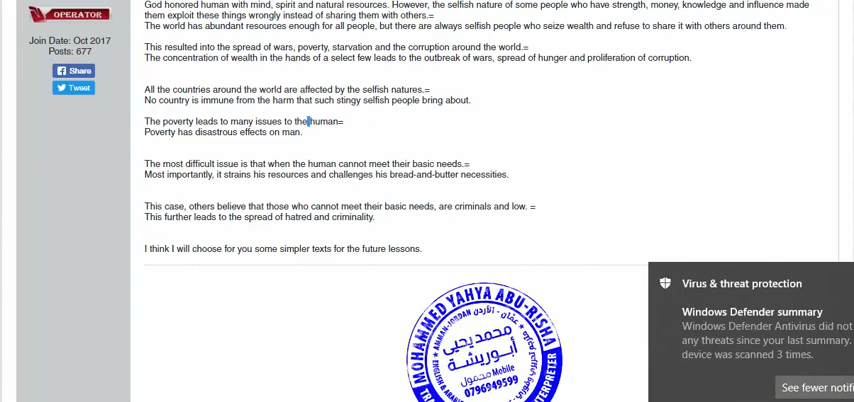 OPERATOR
Join Date: Oct 2017
Posts: 677
Share
Tweet
God honored human with mind, spirit and natural resources. However, the selfish nature of some people who have strength, money, knowledge and influence made
them exploit these things wrongly instead of sharing them with others.=
The world has abundant resources enough for all people, but there are always selfish people who seize wealth and refuse to share it with others around them.
This resulted into the spread of wars, poverty, starvation and the corruption around the world.=
The concentration of wealth in the hands of a select few leads to the outbreak of wars, spread of hunger and proliferation of corruption.
All the countries around the world are affected by the selfish natures.=
No country is immune from the harm that such stingy selfish people bring about.
The poverty leads to many issues to the human=
Poverty has disastrous effects on man.
The most difficult issue is that when the human cannot meet their basic needs.=
Most importantly, it strains his resources and challenges his bread-and-butter necessities.
This case, others believe that those who cannot meet their basic needs, are criminals and low. =
This further leads to the spread of hatred and criminality.
I think I will choose for you some simpler texts for the future lessons.
MOHAMMED YAHYA ABU-RISHA
AMMAN-JORDAN عمان - الأردن
محمد يحيى
أبوريشة
Mobile
محمول
0796949599
ENGLISH & ARABIC
Virus & threat protection
Windows Defender summary
Windows Defender Antivirus did not
any threats since your last summary.
device was scanned 3 times.
See fewer notifi